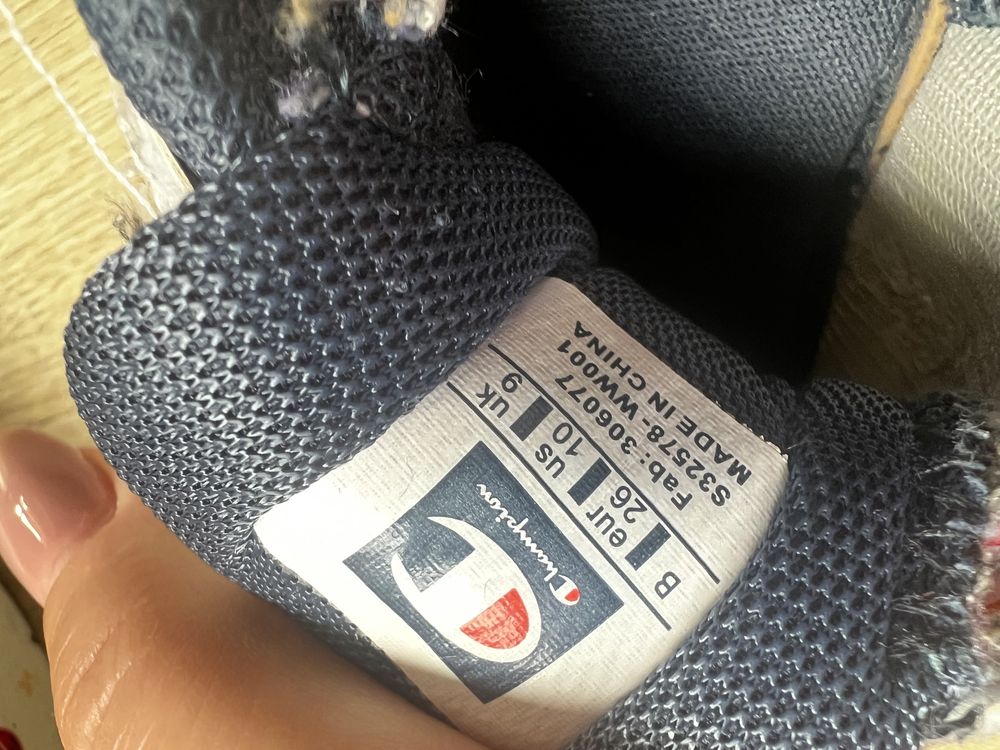 Champion
B eur us uk
26 10 9
Fab: 306077
S32578- WW001
MADE IN CHINA